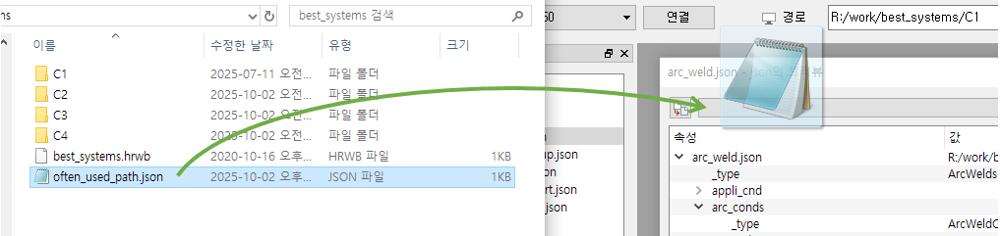 ns
best_systems 검색
이름
수정한 날짜
유형
크기
C1
2025-07-11 오전...
파일 폴더
C2
2025-10-02 오전...
파일 폴더
C3
2025-10-02 오전...
파일 폴더
C4
2025-10-02 오전...
파일 폴더
best_systems.hrwb
2020-10-16 오후...
HRWB 파일
1KB
often_used_path.json
2025-10-02 오후...
JSON 파일
1KB
60
연결
경로
R:/work/best_systems/C1
arc_weld.json
속성
값
arc_weld.json
R:/work/b
_type
ArcWelds
appli_cnd
arc_conds
_type
ArcWeldC
up.json
on
rt.json
.json